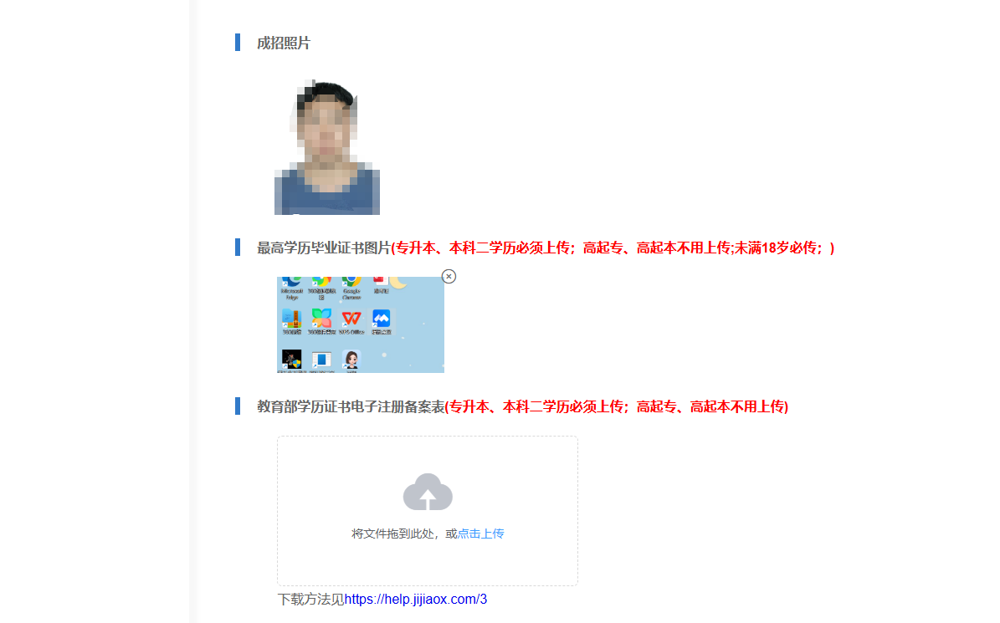 成招照片
最高学历毕业证书图片(专升本、本科二学历必须上传；高起专、高起本不用上传;未满18岁必传；)
Microsoft Edge
Google Chrome
WPS Office
教育部学历证书电子注册备案表(专升本、本科二学历必须上传；高起专、高起本不用上传)
将文件拖到此处，或点击上传
下载方法见https://help.jijiaox.com/3